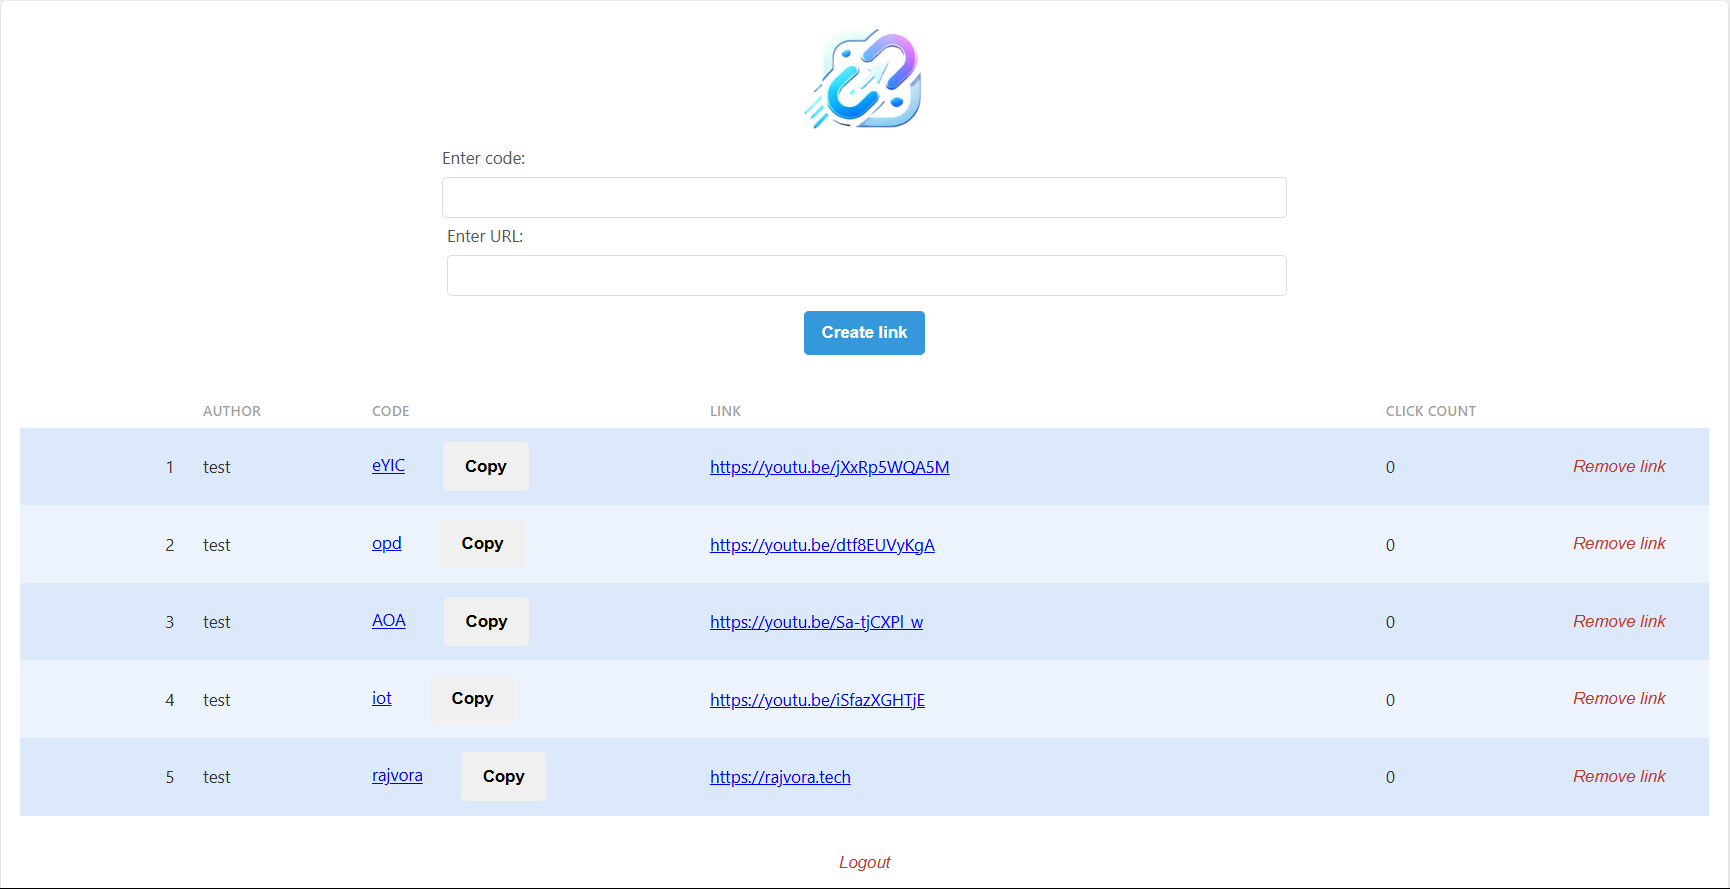 Enter code:
Enter URL:
Create link
AUTHOR CODE LINK CLICK COUNT
1 test eYIC Copy https://youtu.be/jXxRp5WQA5M 0 Remove link
2 test opd Copy https://youtu.be/dtf8EUVyKgA 0 Remove link
3 test AOA Copy https://youtu.be/Sa-tjCXPl_w 0 Remove link
4 test iot Copy https://youtu.be/iSfazXGHTjE 0 Remove link
5 test rajvora Copy https://rajvora.tech 0 Remove link
Logout